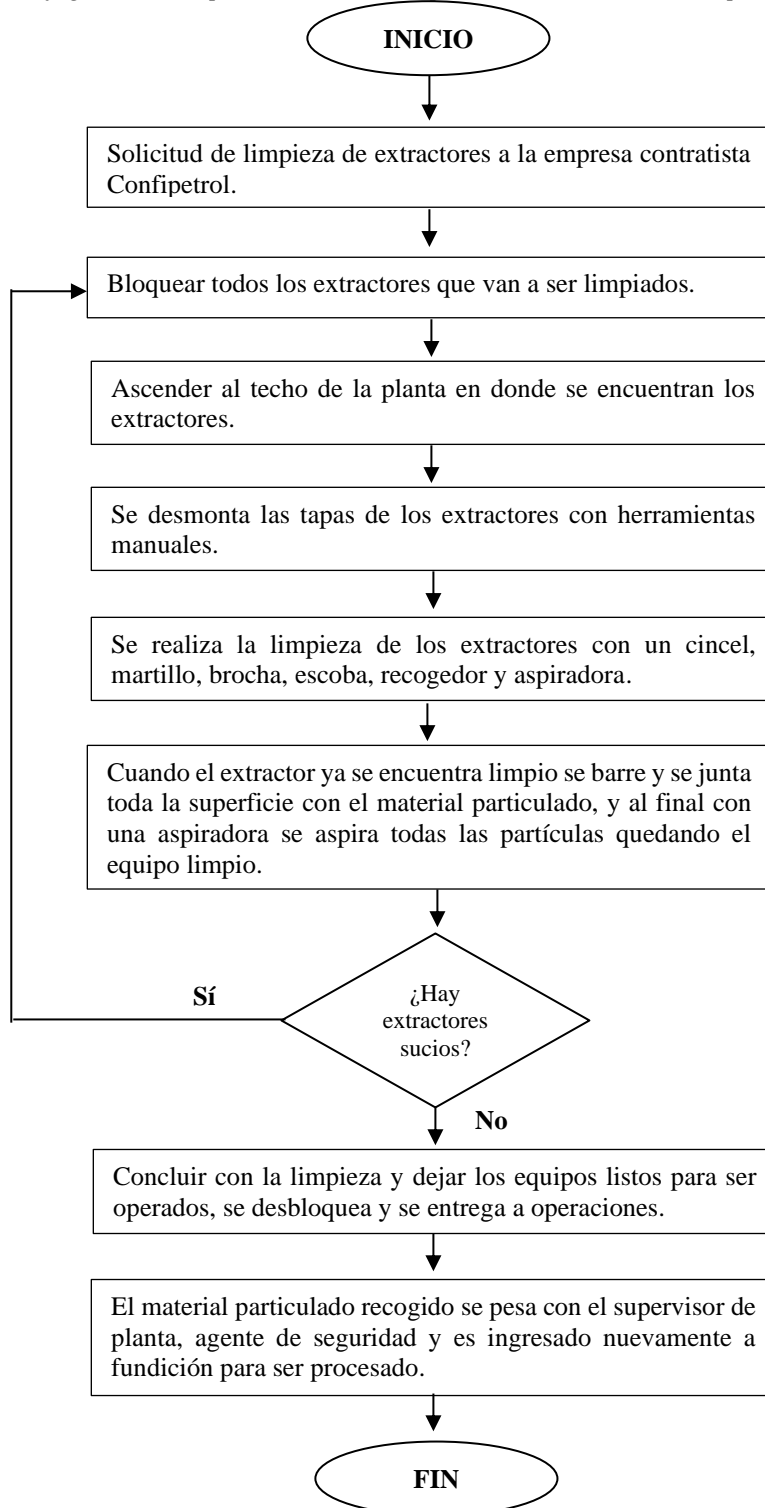 INICIO
Solicitud de limpieza de extractores a la empresa contratista
Confipetrol.
Bloquear todos los extractores que van a ser limpiados.
Ascender al techo de la planta en donde se encuentran los
extractores.
Se desmonta las tapas de los extractores con herramientas
manuales.
Se realiza la limpieza de los extractores con un cincel,
martillo, brocha, escoba, recogedor y aspiradora.
Cuando el extractor ya se encuentra limpio se barre y se junta
toda la superficie con el material particulado, y al final con
una aspiradora se aspira todas las partículas quedando el
equipo limpio.
Sí
¿Hay
extractores
sucios?
No
Concluir con la limpieza y dejar los equipos listos para ser
operados, se desbloquea y se entrega a operaciones.
El material particulado recogido se pesa con el supervisor de
planta, agente de seguridad y es ingresado nuevamente a
fundición para ser procesado.
FIN